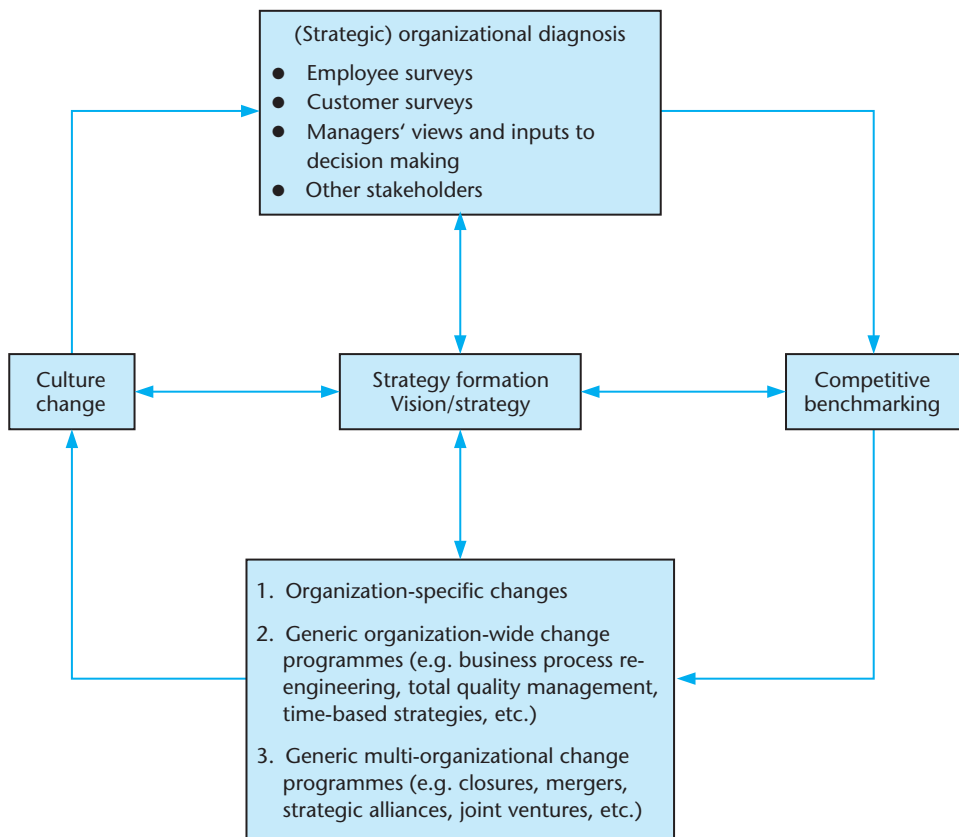 (Strategic) organizational diagnosis
● Employee surveys
● Customer surveys
● Managers‘ views and inputs to
decision making
● Other stakeholders
Culture
change
Strategy formation
Vision/strategy
Competitive
benchmarking
1. Organization-specific changes
2. Generic organization-wide change
programmes (e.g. business process re-
engineering, total quality management,
time-based strategies, etc.)
3. Generic multi-organizational change
programmes (e.g. closures, mergers,
strategic alliances, joint ventures, etc.)